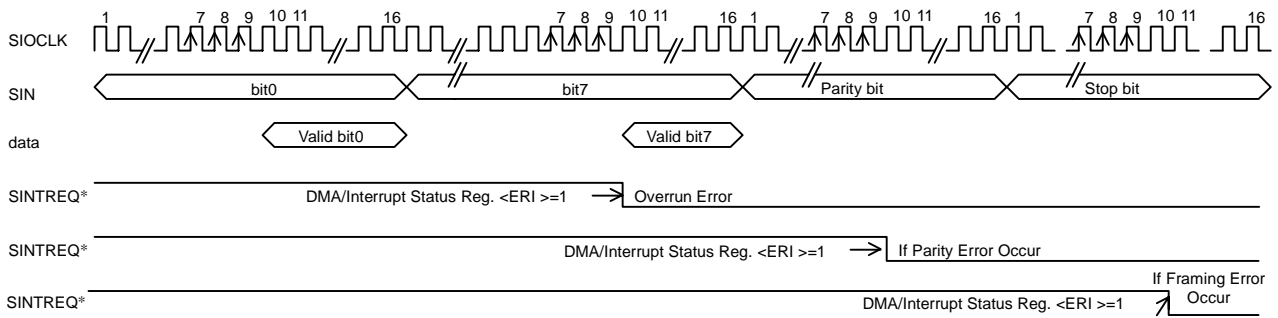 1 7 8 9 10 11 16 7 8 9 10 11 16 1 7 8 9 10 11 16 1 7 8 9 10 11 16
SIOCLK
SIN bit0 bit7 Parity bit Stop bit
data Valid bit0 Valid bit7
SINTREQ* DMA/Interrupt Status Reg. <ERI >=1 Overrun Error
SINTREQ* DMA/Interrupt Status Reg. <ERI >=1 If Parity Error Occur
If Framing Error
SINTREQ* DMA/Interrupt Status Reg. <ERI >=1 Occur